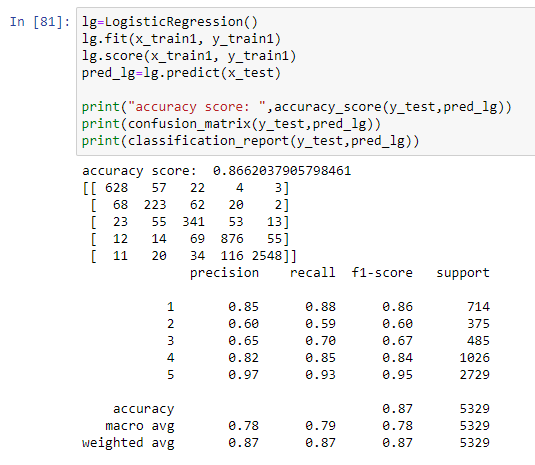 In [81]: lg=LogisticRegression()
lg.fit(x_train1, y_train1)
lg.score(x_train1, y_train1)
pred_lg=lg.predict(x_test)
print("accuracy score: ",accuracy_score(y_test,pred_lg))
print(confusion_matrix(y_test,pred_lg))
print(classification_report(y_test,pred_lg))
accuracy score:  0.8662037905798461
[[ 628   57   22    4    3]
 [  68  223   62   20    2]
 [  23   55  341   53   13]
 [  12   14   69  876   55]
 [  11   20   34  116 2548]]
              precision    recall  f1-score   support
           1       0.85      0.88      0.86       714
           2       0.60      0.59      0.60       375
           3       0.65      0.70      0.67       485
           4       0.82      0.85      0.84      1026
           5       0.97      0.93      0.95      2729
    accuracy                           0.87      5329
   macro avg       0.78      0.79      0.78      5329
weighted avg       0.87      0.87      0.87      5329